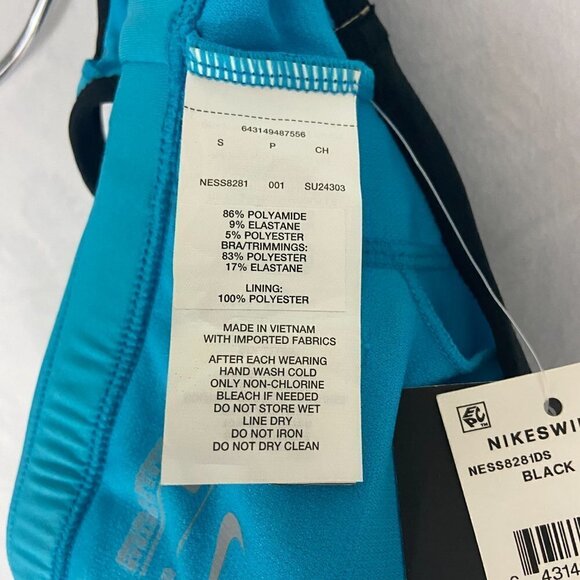 643149487556
S P CH
NESS8281 001 SU24303
86% POLYAMIDE
9% ELASTANE
5% POLYESTER
BRA/TRIMMINGS:
83% POLYESTER
17% ELASTANE
LINING:
100% POLYESTER
MADE IN VIETNAM
WITH IMPORTED FABRICS
AFTER EACH WEARING
HAND WASH COLD
ONLY NON-CHLORINE
BLEACH IF NEEDED
DO NOT STORE WET
LINE DRY
DO NOT IRON
DO NOT DRY CLEAN
EPC™
NIKESWI
NESS8281DS
BLACK
4314